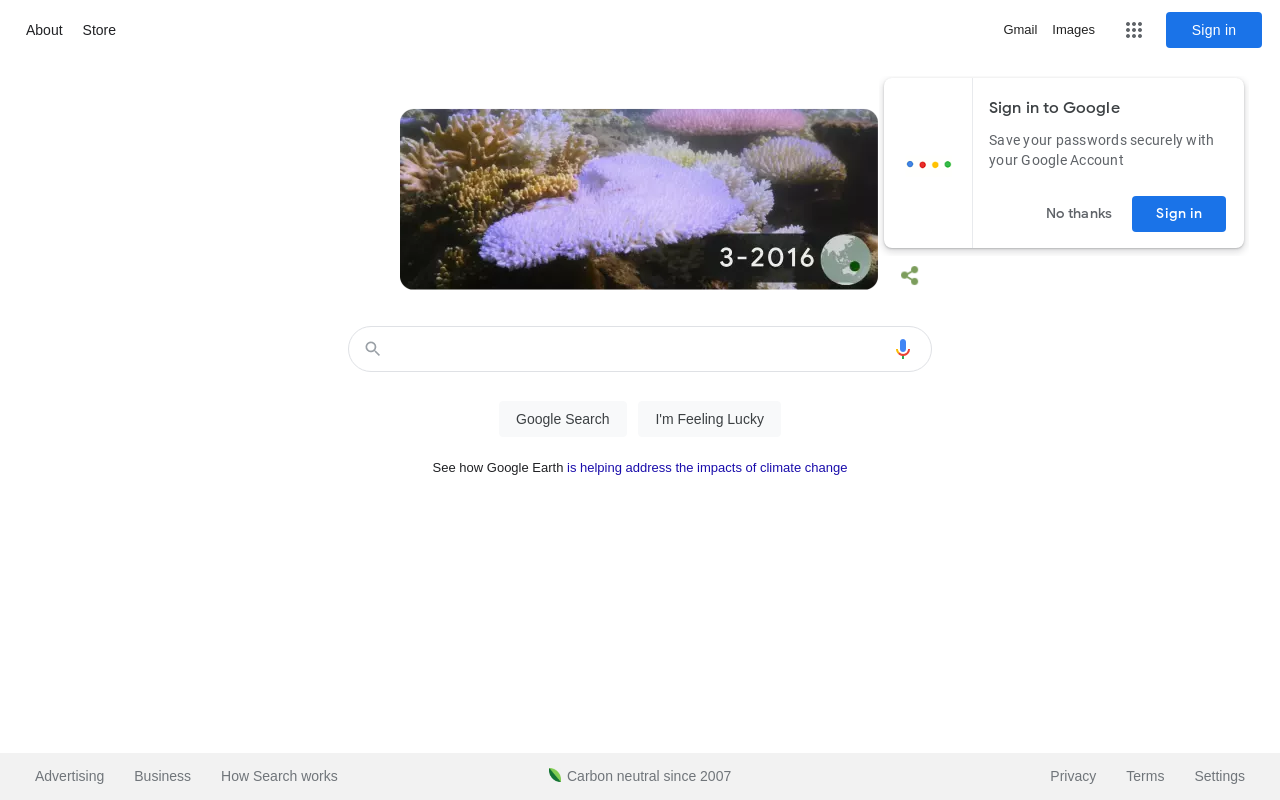 About Store Gmail Images Sign in
Sign in to Google
Save your passwords securely with
your Google Account
No thanks Sign in
3-2016
Google Search I'm Feeling Lucky
See how Google Earth is helping address the impacts of climate change
Advertising Business How Search works Carbon neutral since 2007 Privacy Terms Settings